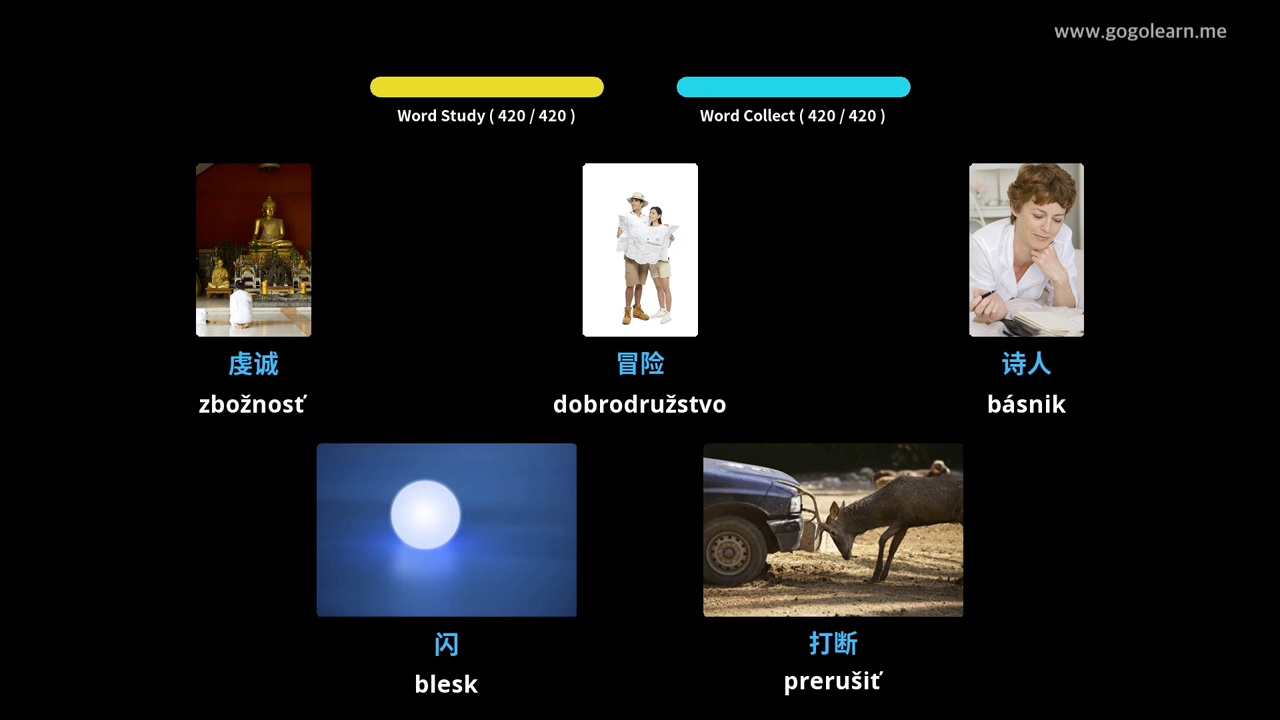 www.gogolearn.me
Word Study ( 420 / 420 )
Word Collect ( 420 / 420 )
虔诚
冒险
诗人
zbožnosť
dobrodružstvo
básnik
闪
打断
blesk
prerušiť